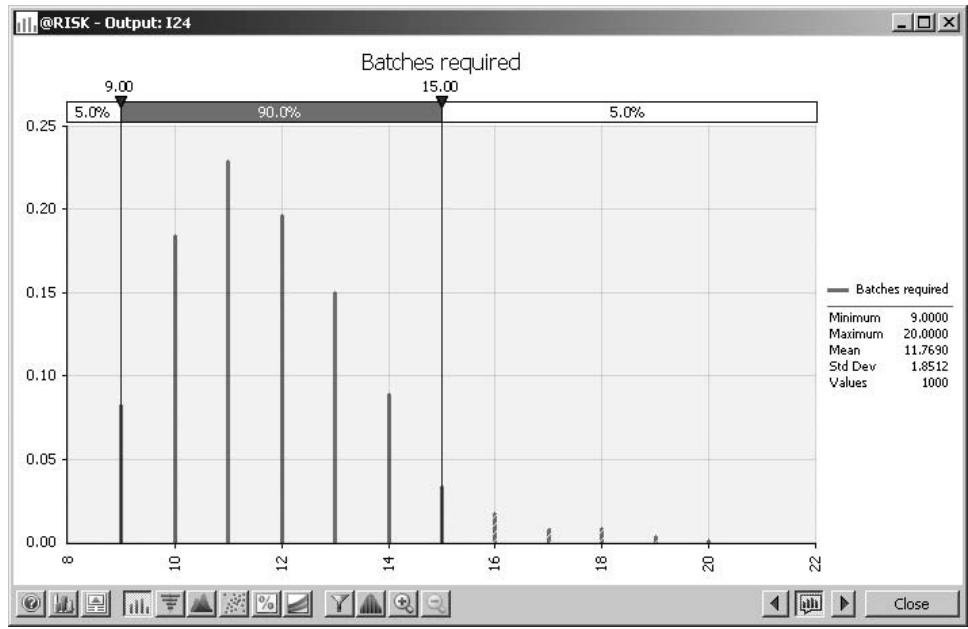 @RISK - Output: I24
Batches required
9.00 15.00
5.0% 90.0% 5.0%
0.25
0.20
0.15
0.10
0.05
0.00
8 10 12 14 16 18 20 22
Batches required
Minimum 9.0000
Maximum 20.0000
Mean 11.7690
Std Dev 1.8512
Values 1000
Close